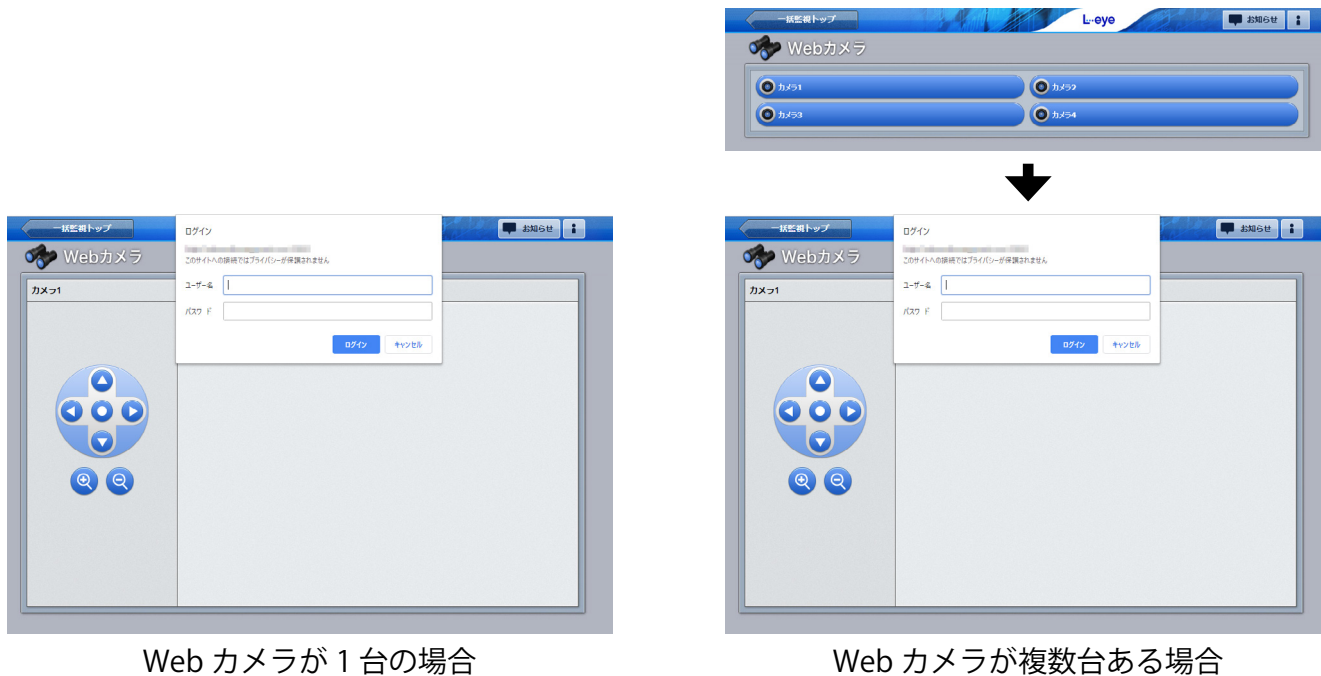 一括監視トップ
L・eye
お知らせ
Webカメラ
カメラ1
カメラ2
カメラ3
カメラ4
一括監視トップ
お知らせ
Webカメラ
カメラ1
ログイン
このサイトへの接続ではプライバシーが保護されません
ユーザー名
パスワード
ログイン
キャンセル
Web カメラが 1 台の場合
一括監視トップ
お知らせ
Webカメラ
カメラ1
ログイン
このサイトへの接続ではプライバシーが保護されません
ユーザー名
パスワード
ログイン
キャンセル
Web カメラが複数台ある場合